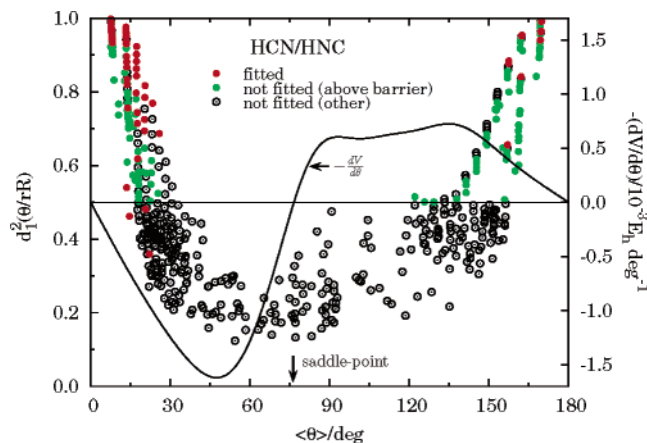 HCN/HNC
fitted
not fitted (above barrier)
not fitted (other)
−dV/dθ
saddle-point
d₁²(θ/rR)
1.0
0.8
0.6
0.4
0.2
0.0
-(dV/dθ)/10⁻³Eₕ deg⁻¹
1.5
1.0
0.5
0.0
-0.5
-1.0
-1.5
0 30 60 90 120 150 180
<θ>/deg